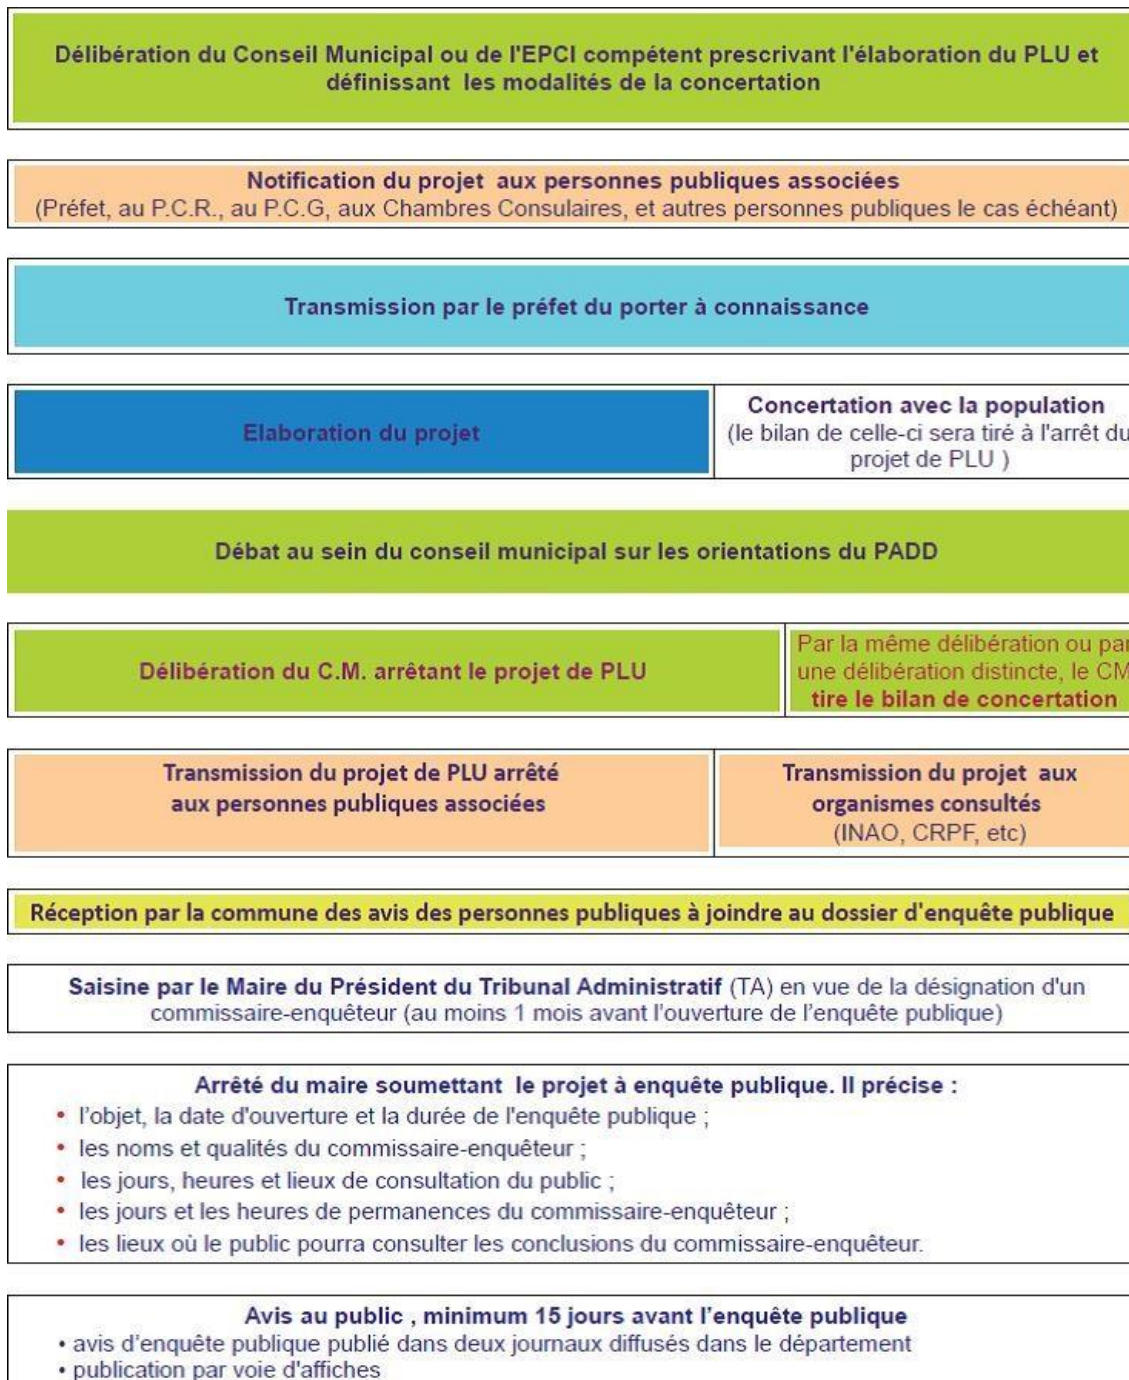 Délibération du Conseil Municipal ou de l'EPCI compétent prescrivant l'élaboration du PLU et
définissant les modalités de la concertation
Notification du projet aux personnes publiques associées
(Préfet, au P.C.R., au P.C.G, aux Chambres Consulaires, et autres personnes publiques le cas échéant)
Transmission par le préfet du porter à connaissance
Elaboration du projet
Concertation avec la population
(le bilan de celle-ci sera tiré à l'arrêt du
projet de PLU )
Débat au sein du conseil municipal sur les orientations du PADD
Délibération du C.M. arrêtant le projet de PLU
Par la même délibération ou par
une délibération distincte, le CM
tire le bilan de concertation
Transmission du projet de PLU arrêté
aux personnes publiques associées
Transmission du projet aux
organismes consultés
(INAO, CRPF, etc)
Réception par la commune des avis des personnes publiques à joindre au dossier d'enquête publique
Saisine par le Maire du Président du Tribunal Administratif (TA) en vue de la désignation d'un
commissaire-enquêteur (au moins 1 mois avant l'ouverture de l'enquête publique)
Arrêté du maire soumettant le projet à enquête publique. Il précise :
• l'objet, la date d'ouverture et la durée de l'enquête publique ;
• les noms et qualités du commissaire-enquêteur ;
• les jours, heures et lieux de consultation du public ;
• les jours et les heures de permanences du commissaire-enquêteur ;
• les lieux où le public pourra consulter les conclusions du commissaire-enquêteur.
Avis au public , minimum 15 jours avant l'enquête publique
• avis d'enquête publique publié dans deux journaux diffusés dans le département
• publication par voie d'affiches